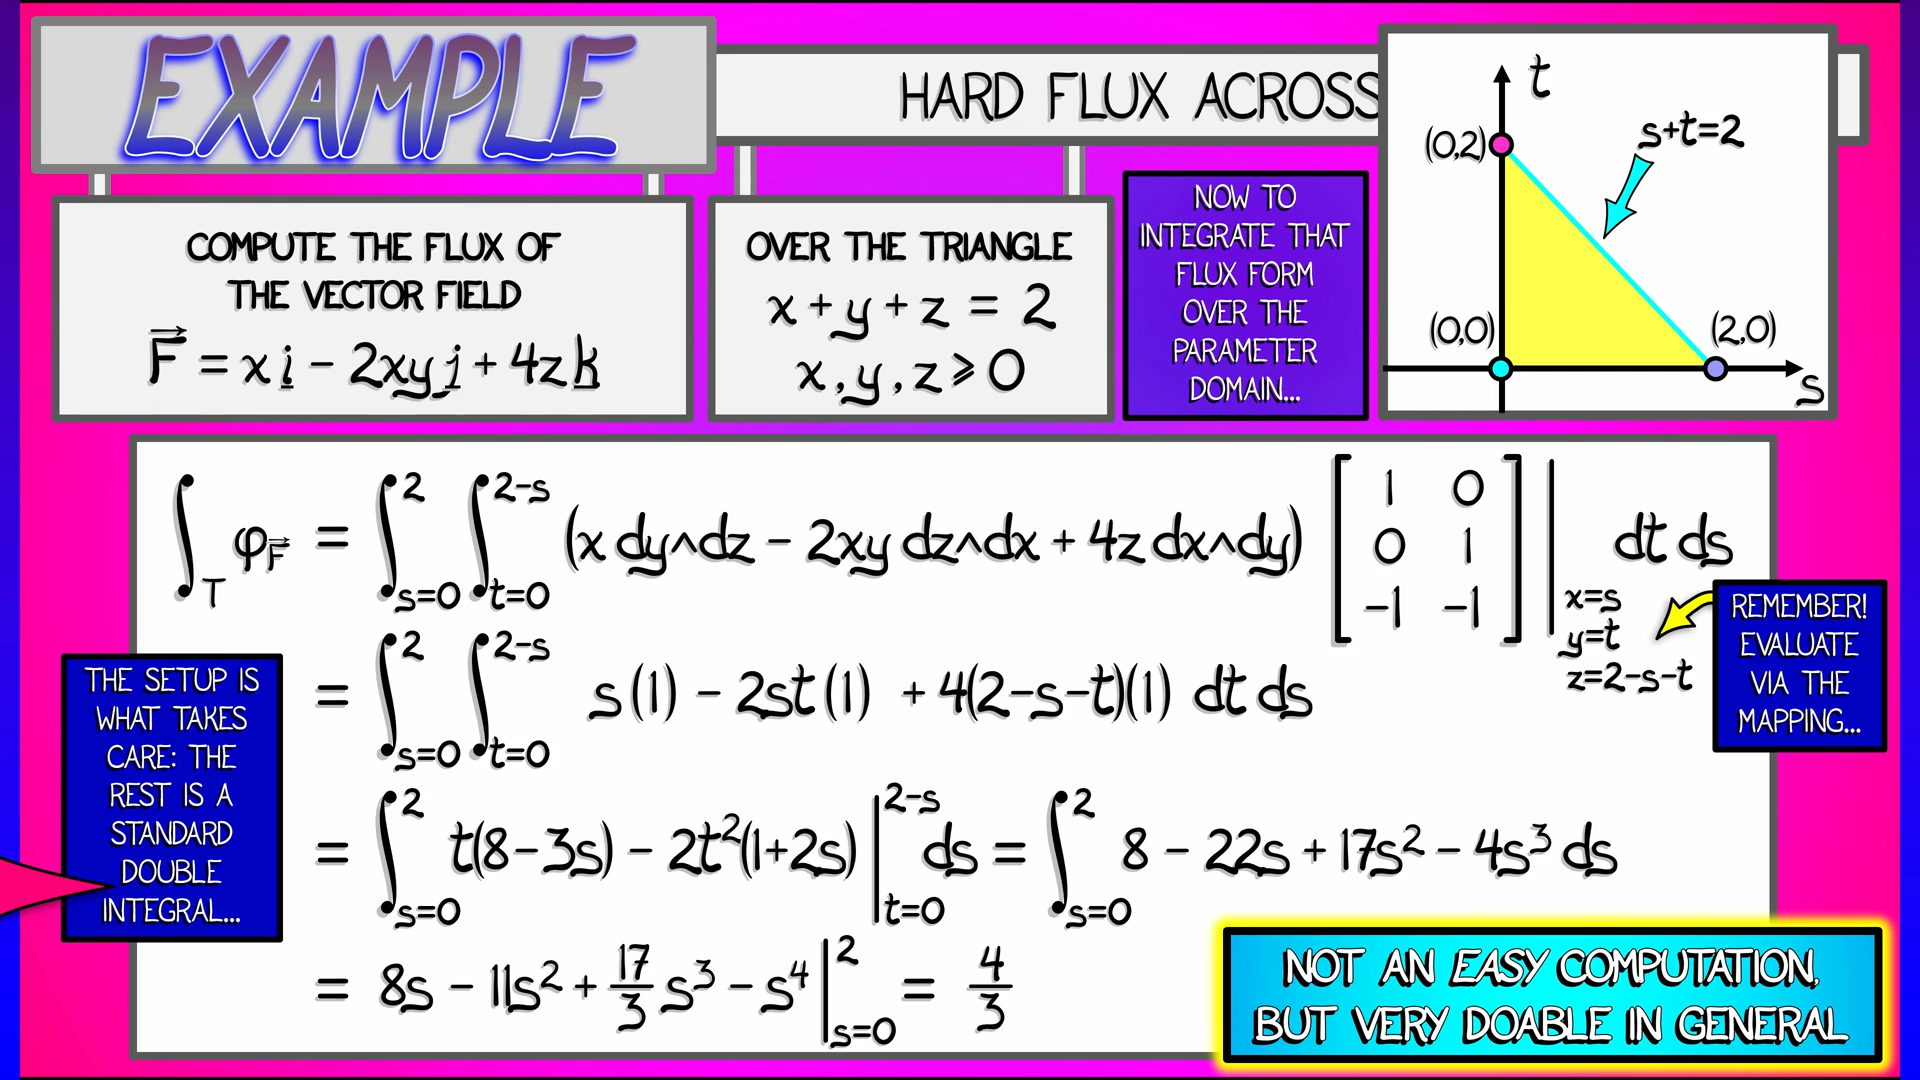 EXAMPLE
HARD FLUX ACROSS
COMPUTE THE FLUX OF
THE VECTOR FIELD
F⃗ = x i − 2xy j + 4z k
OVER THE TRIANGLE
x + y + z = 2
x, y, z ⩾ 0
NOW TO
INTEGRATE THAT
FLUX FORM
OVER THE
PARAMETER
DOMAIN...
t
s+t=2
(0,2)
(0,0)
(2,0)
s
∫_T φ_F⃗ = ∫_{s=0}^{2} ∫_{t=0}^{2-s} (x dy∧dz − 2xy dz∧dx + 4z dx∧dy) [1 0; 0 1; −1 −1] |_{x=s, y=t, z=2-s-t} dt ds
REMEMBER!
EVALUATE
VIA THE
MAPPING...
= ∫_{s=0}^{2} ∫_{t=0}^{2-s} s(1) − 2st(1) + 4(2-s-t)(1) dt ds
THE SETUP IS
WHAT TAKES
CARE: THE
REST IS A
STANDARD
DOUBLE
INTEGRAL...
= ∫_{s=0}^{2} t(8-3s) − 2t²(1+2s) |_{t=0}^{2-s} ds = ∫_{s=0}^{2} 8 − 22s + 17s² − 4s³ ds
= 8s − 11s² + 17/3 s³ − s⁴ |_{s=0}^{2} = 4/3
NOT AN EASY COMPUTATION,
BUT VERY DOABLE IN GENERAL